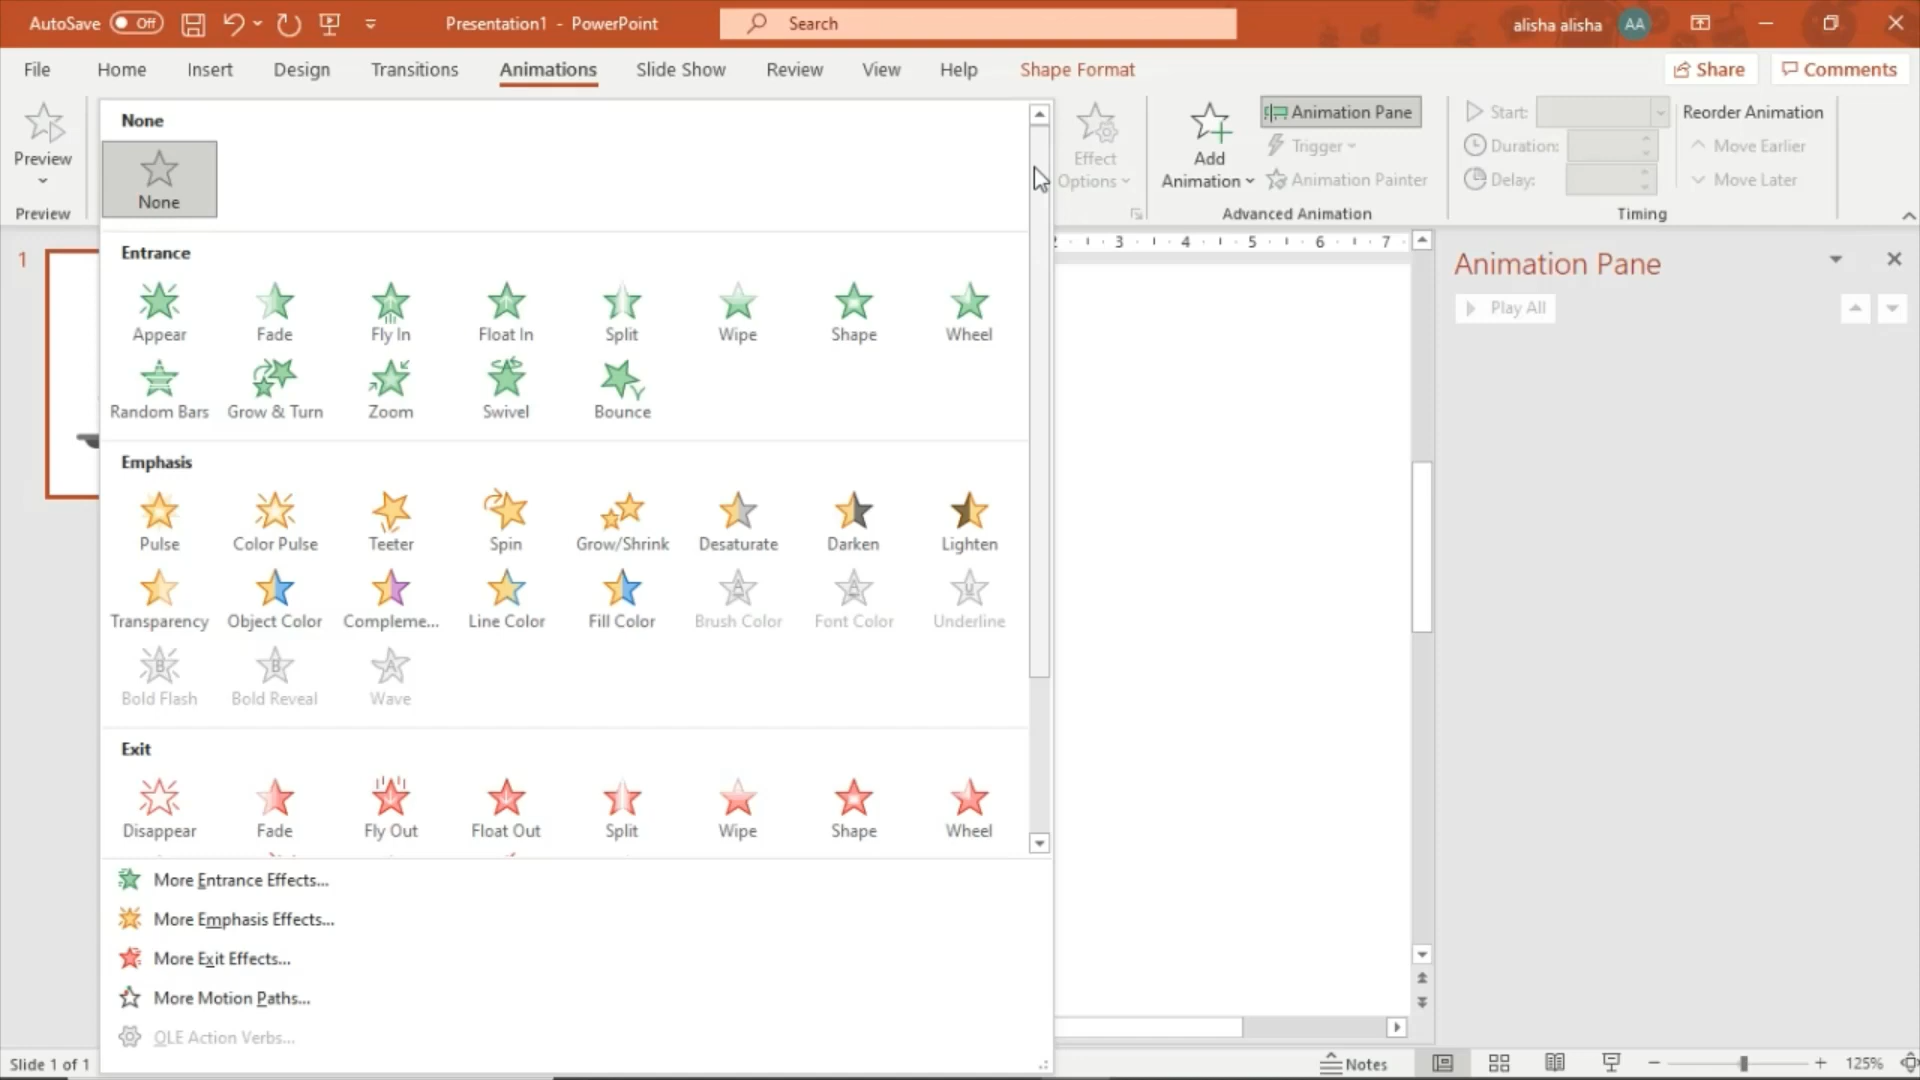 AutoSave Off Presentation1 - PowerPoint Search alisha alisha AA
File Home Insert Design Transitions Animations Slide Show Review View Help Shape Format Share Comments
Preview
Preview
None
None
Effect
Options
Add
Animation
Animation Pane
Trigger
Animation Painter
Advanced Animation
Start:
Duration:
Delay:
Reorder Animation
Move Earlier
Move Later
Timing
Entrance
Appear Fade Fly In Float In Split Wipe Shape Wheel
Random Bars Grow & Turn Zoom Swivel Bounce
Emphasis
Pulse Color Pulse Teeter Spin Grow/Shrink Desaturate Darken Lighten
Transparency Object Color Compleme... Line Color Fill Color Brush Color Font Color Underline
Bold Flash Bold Reveal Wave
Exit
Disappear Fade Fly Out Float Out Split Wipe Shape Wheel
More Entrance Effects...
More Emphasis Effects...
More Exit Effects...
More Motion Paths...
OLE Action Verbs...
1
3 4 5 6 7
Animation Pane
Play All
Slide 1 of 1 Notes 125%